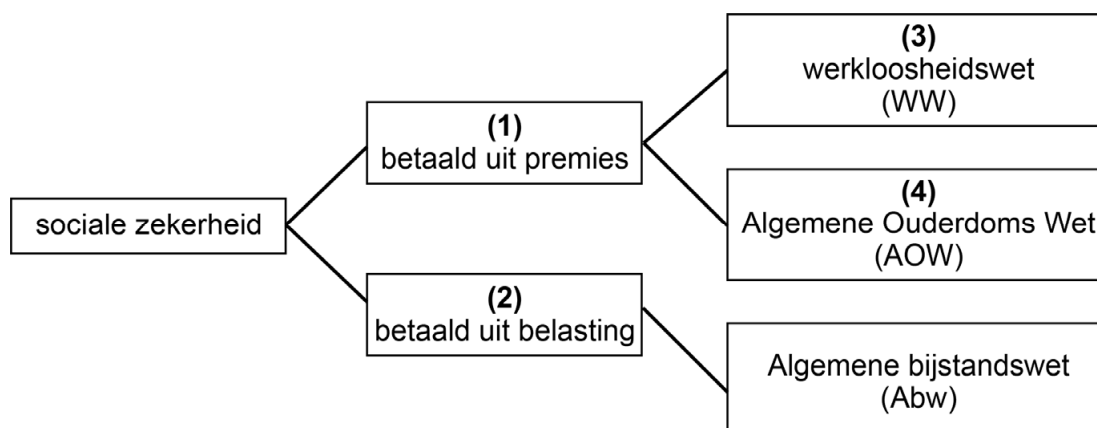 sociale zekerheid
(1)
betaald uit premies
(2)
betaald uit belasting
(3)
werkloosheidswet
(WW)
(4)
Algemene Ouderdoms Wet
(AOW)
Algemene bijstandswet
(Abw)